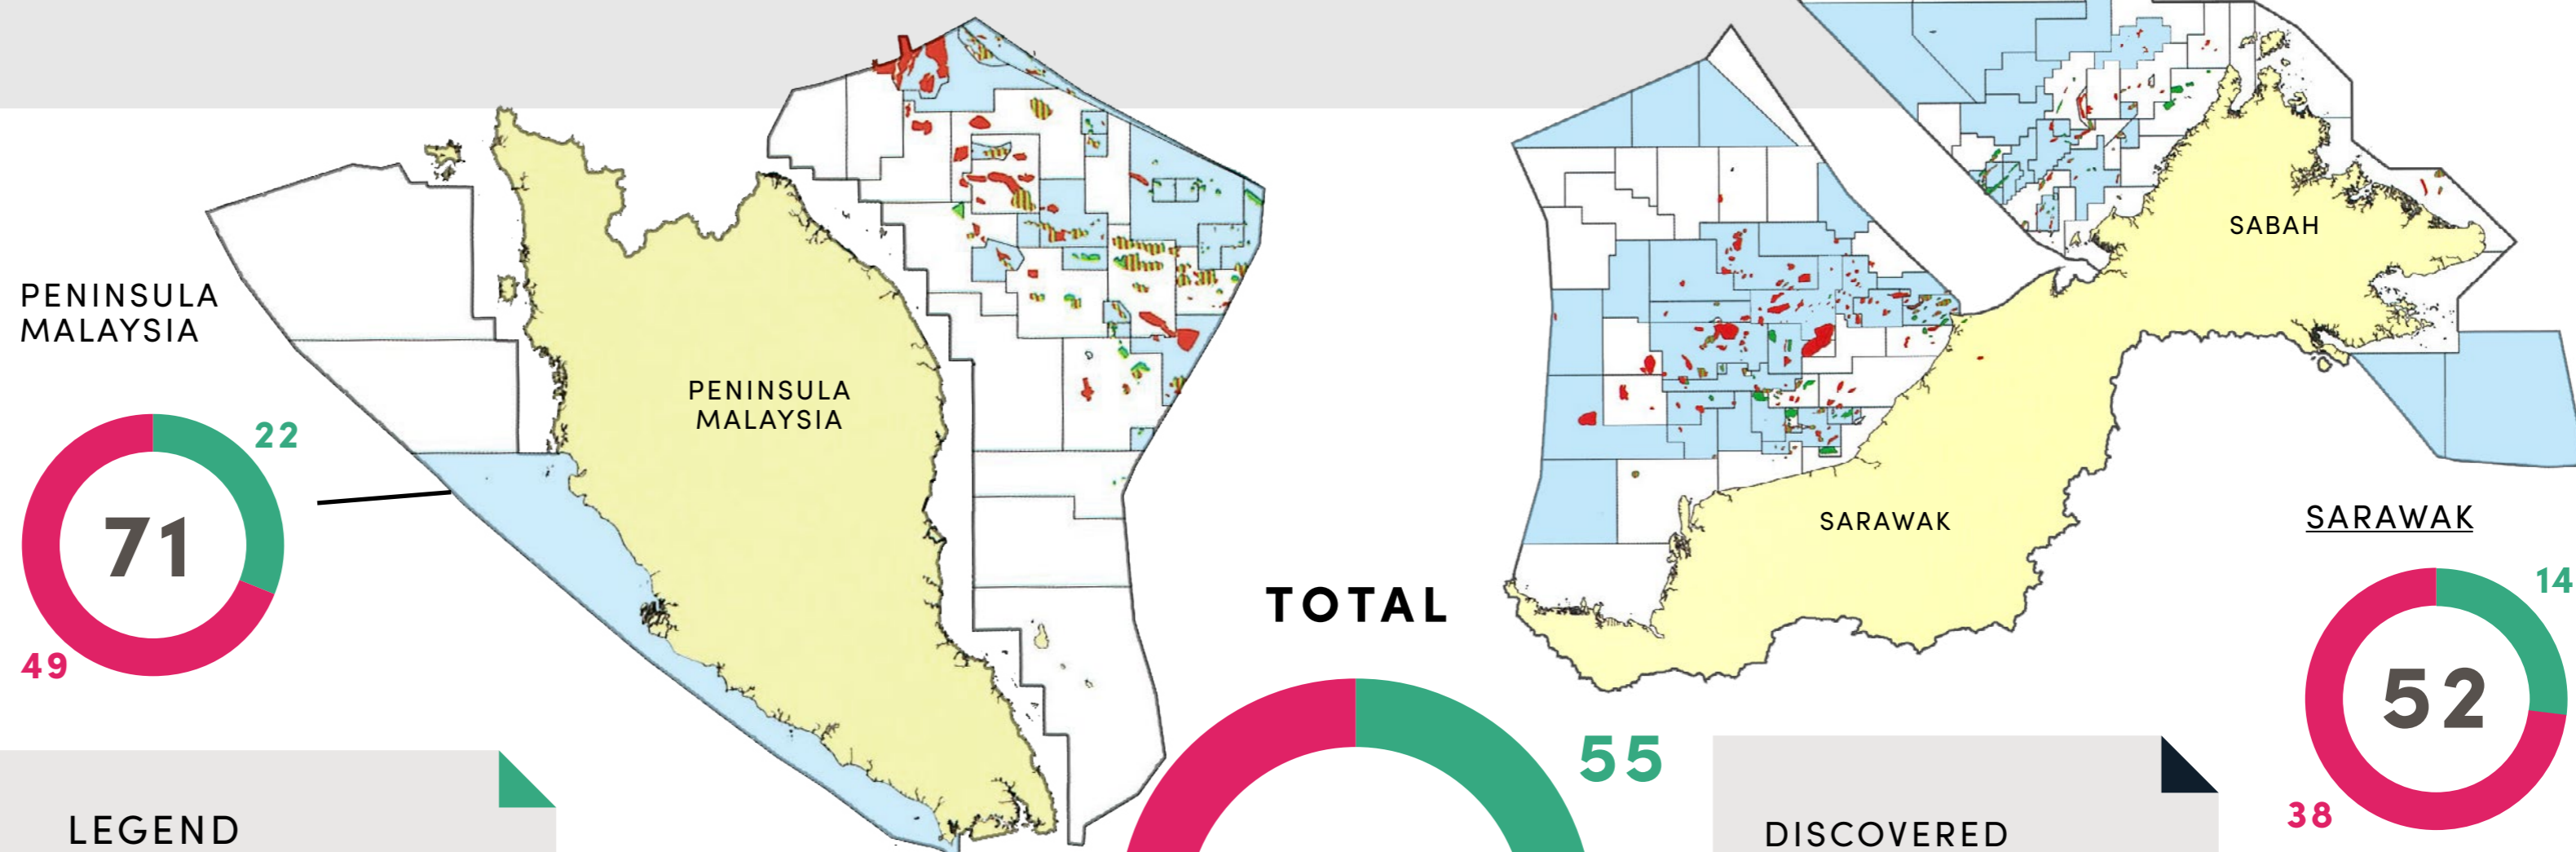 PENINSULA
MALAYSIA
22
71
49
PENINSULA
MALAYSIA
LEGEND
TOTAL
55
SABAH
SARAWAK
SARAWAK
14
52
38
DISCOVERED